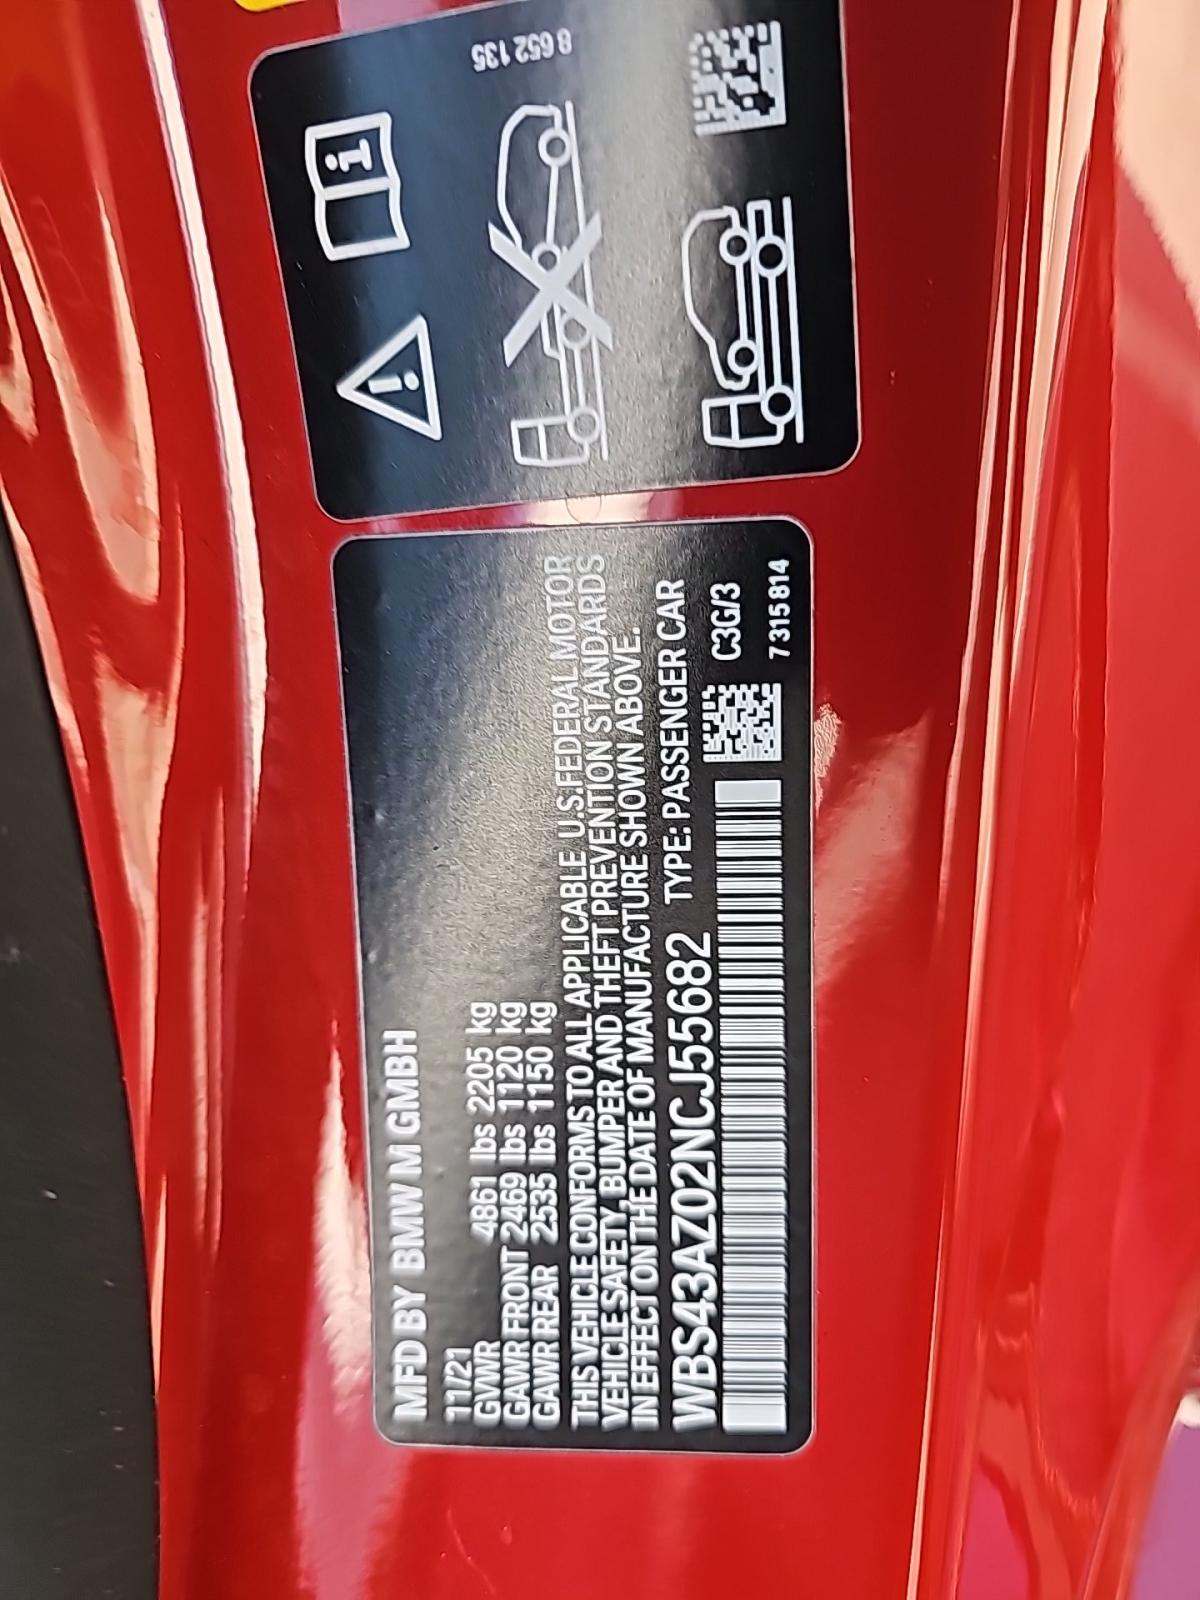 MFD BY BMW M GMBH
11/21
GVWR 4861 lbs 2205 kg
GAWR FRONT 2469 lbs 1120 kg
GAWR REAR 2535 lbs 1150 kg
THIS VEHICLE CONFORMS TO ALL APPLICABLE U.S.FEDERAL MOTOR
VEHICLE SAFETY, BUMPER AND THEFT PREVENTION STANDARDS
IN EFFECT ON THE DATE OF MANUFACTURE SHOWN ABOVE.
WBS43AZ02NCJ55682 TYPE: PASSENGER CAR
C3G/3
7 315 814
8 652 135